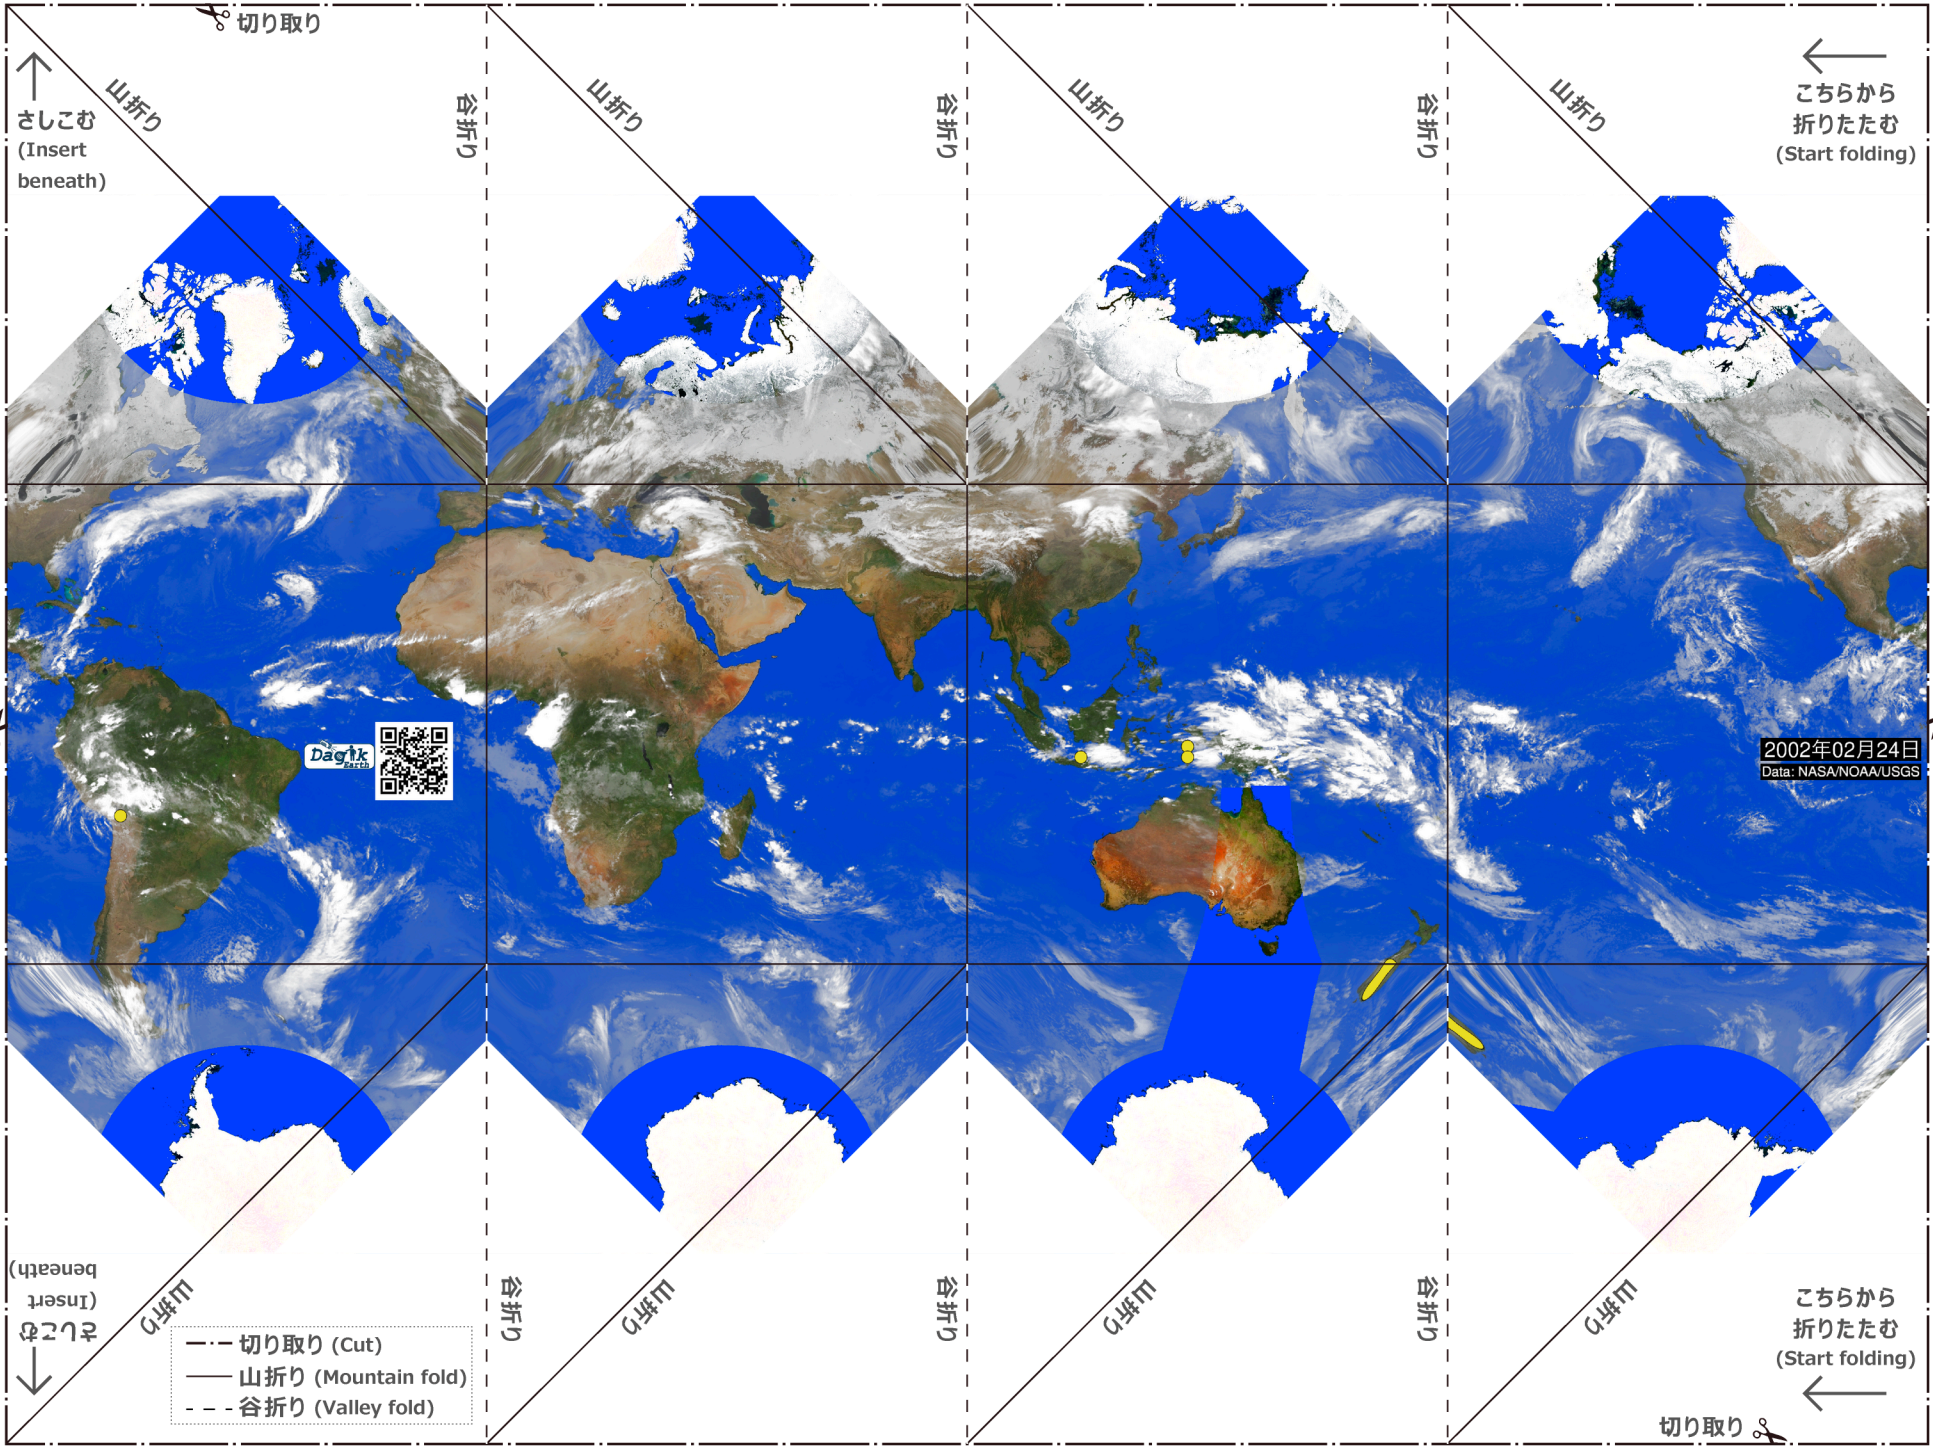 切り取り
山折り
谷折り
山折り
谷折り
山折り
谷折り
山折り
さしこむ
(Insert
beneath)
こちらから
折りたたむ
(Start folding)
Dagik
Earth
2002年02月24日
Data: NASA/NOAA/USGS
さしこむ
(Insert
beneath)
山折り
谷折り
山折り
谷折り
山折り
谷折り
山折り
こちらから
折りたたむ
(Start folding)
切り取り (Cut)
山折り (Mountain fold)
谷折り (Valley fold)
切り取り